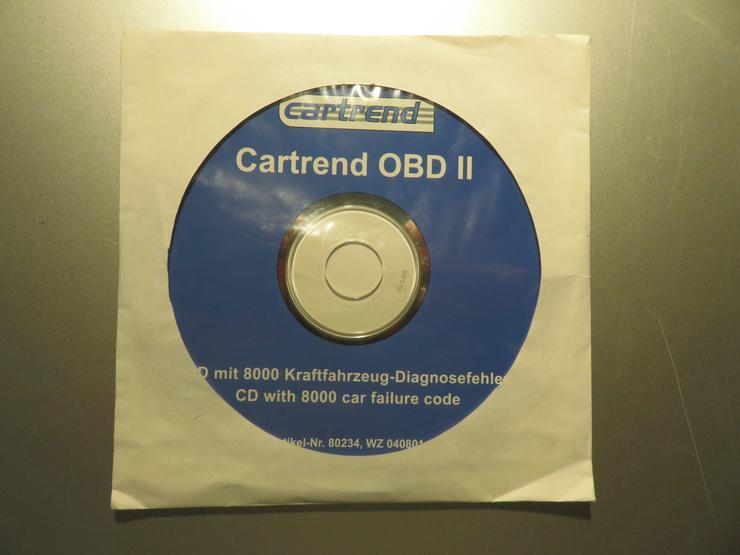 cartrend
Cartrend OBD II
D mit 8000 Kraftfahrzeug-Diagnosefehle
CD with 8000 car failure code
tikel-Nr. 80234, WZ 040801